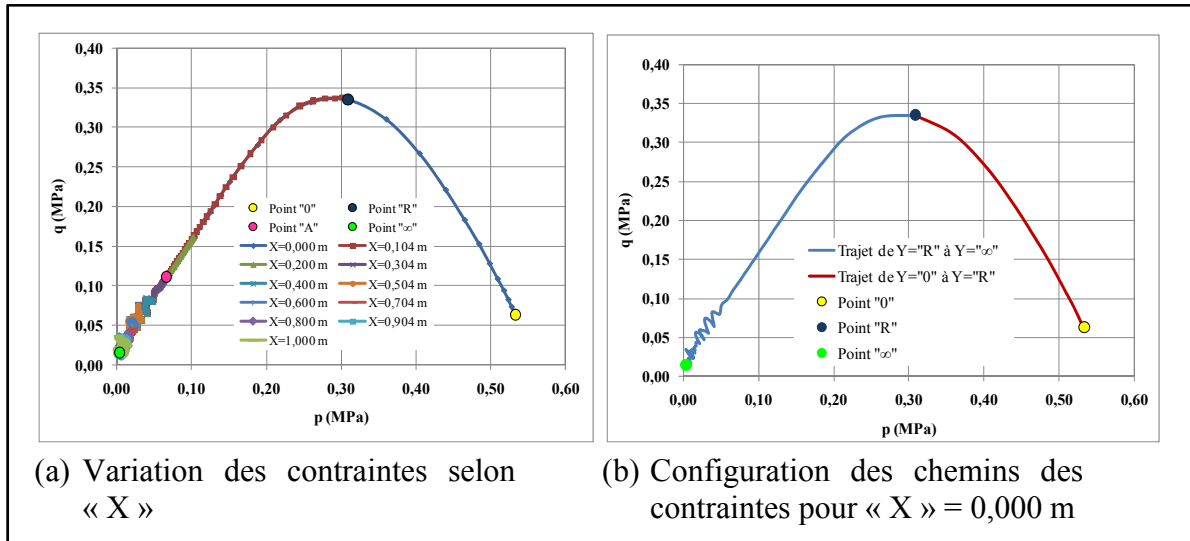 0,40
0,35
0,30
0,25
0,20
0,15
0,10
0,05
0,00
q (MPa)
Point "0" Point "R"
Point "A" Point "∞"
X=0,000 m X=0,104 m
X=0,200 m X=0,304 m
X=0,400 m X=0,504 m
X=0,600 m X=0,704 m
X=0,800 m X=0,904 m
X=1,000 m
0,00 0,10 0,20 0,30 0,40 0,50 0,60
p (MPa)
(a) Variation des contraintes selon
« X »
0,40
0,35
0,30
0,25
0,20
0,15
0,10
0,05
0,00
q (MPa)
Trajet de Y="R" à Y="∞"
Trajet de Y="0" à Y="R"
Point "0"
Point "R"
Point "∞"
0,00 0,10 0,20 0,30 0,40 0,50 0,60
p (MPa)
(b) Configuration des chemins des
contraintes pour « X » = 0,000 m